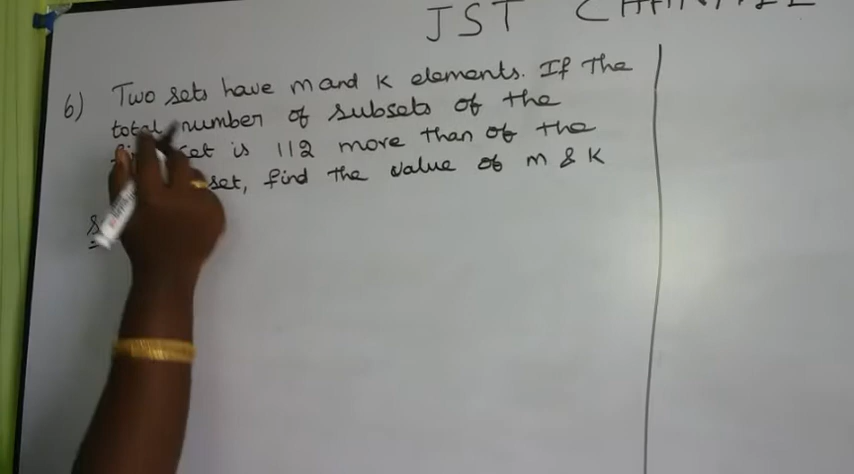 JST
6) Two sets have m and K elements. If the
total number of subsets of the
set is 112 more than of the
set, find the value of m & K